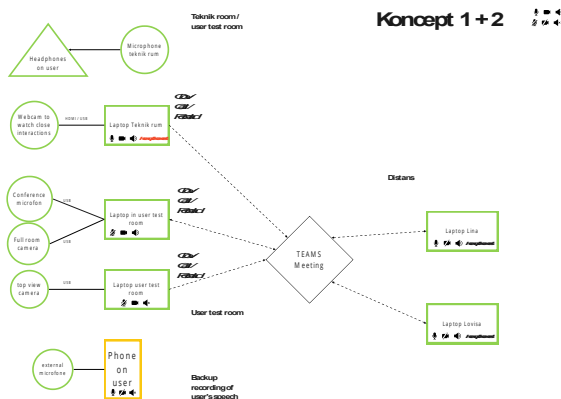 Koncept 1 + 2
Teknik room /
user test room
Headphones
on user
Microphone
teknik rum
Webcam to
watch close
interactions
HDMI / USB
Laptop Teknik rum
Conference
microfon
USB
Full room
camera
USB
Laptop in user test
room
top view
camera
USB
Laptop user test
room
TEAMS
Meeting
Distans
Laptop Lina
Laptop Lovisa
User test room
external
microfone
Phone
on
user
Backup
recording of
user's speech